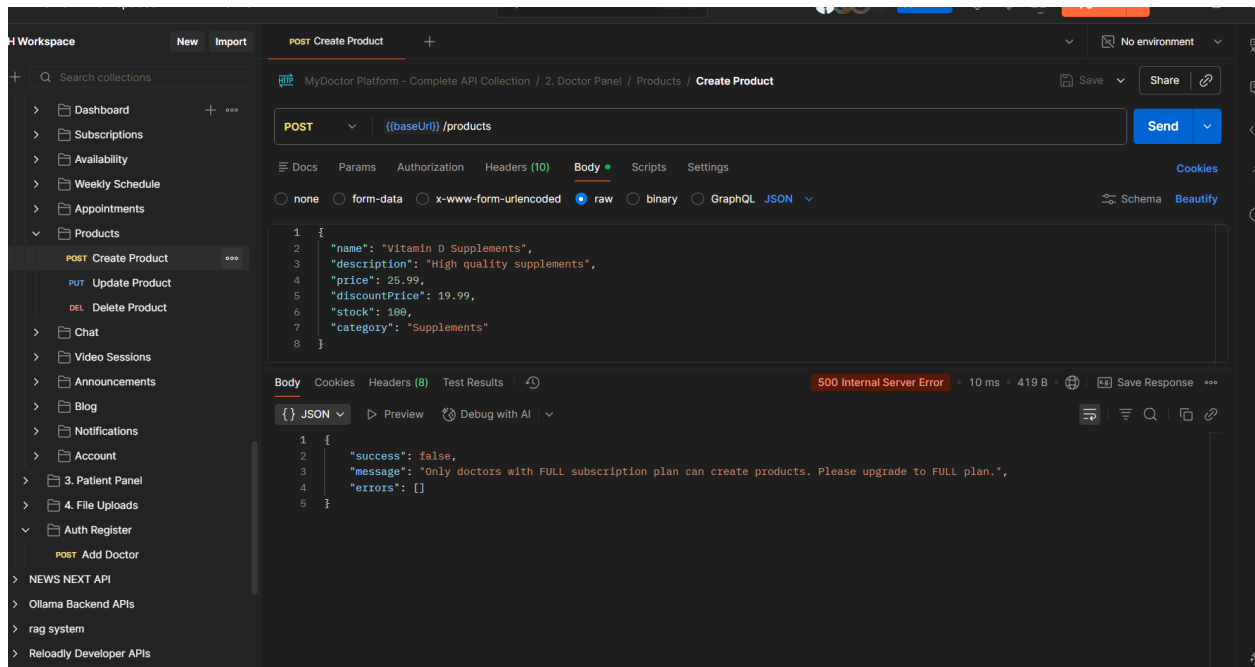 H Workspace
New
Import
POST Create Product
No environment
Search collections
MyDoctor Platform - Complete API Collection / 2. Doctor Panel / Products / Create Product
Save
Share
Dashboard
Subscriptions
Availability
Weekly Schedule
Appointments
Products
POST Create Product
PUT Update Product
DEL Delete Product
Chat
Video Sessions
Announcements
Blog
Notifications
Account
3. Patient Panel
4. File Uploads
Auth Register
POST Add Doctor
NEWS NEXT API
Ollama Backend APIs
rag system
Reloadly Developer APIs
POST
{{baseUrl}} /products
Send
Docs Params Authorization Headers (10) Body Scripts Settings
Cookies
none form-data x-www-form-urlencoded raw binary GraphQL JSON
Schema Beautify
1 {
2 "name": "Vitamin D Supplements",
3 "description": "High quality supplements",
4 "price": 25.99,
5 "discountPrice": 19.99,
6 "stock": 100,
7 "category": "Supplements"
8 }
Body Cookies Headers (8) Test Results
500 Internal Server Error 10 ms 419 B
Save Response
{} JSON Preview Debug with AI
1 {
2 "success": false,
3 "message": "Only doctors with FULL subscription plan can create products. Please upgrade to FULL plan.",
4 "errors": []
5 }